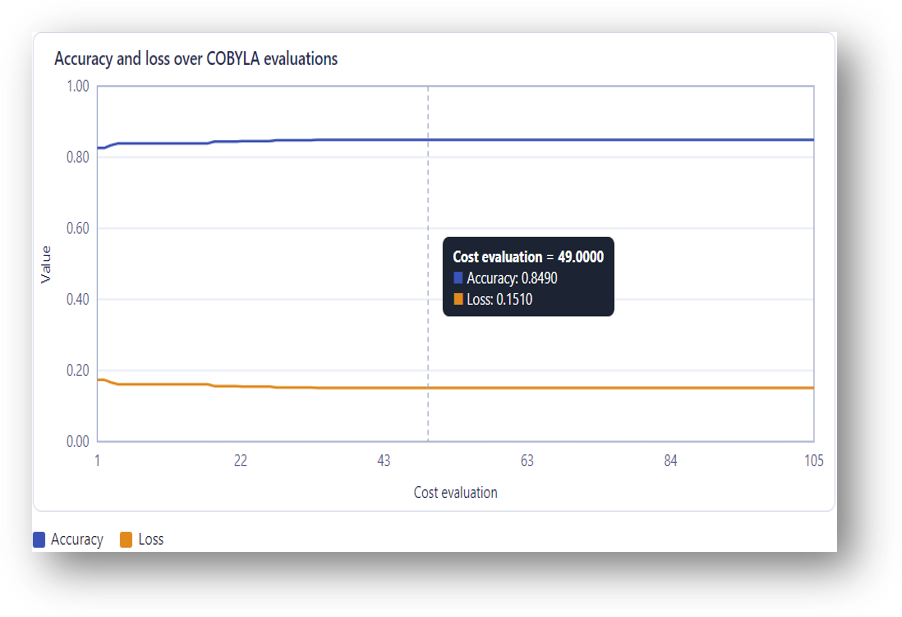 Accuracy and loss over COBYLA evaluations
1.00
0.80
0.60
0.40
0.20
0.00
Value
Cost evaluation = 49.0000
Accuracy: 0.8490
Loss: 0.1510
1 22 43 63 84 105
Cost evaluation
Accuracy Loss